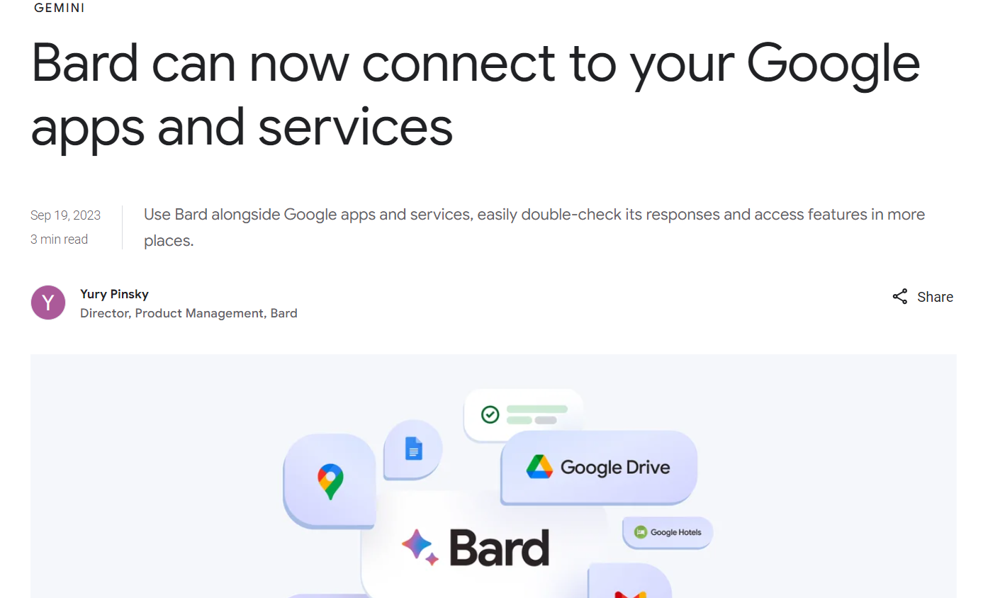 GEMINI
Bard can now connect to your Google
apps and services
Sep 19, 2023
3 min read
Use Bard alongside Google apps and services, easily double-check its responses and access features in more
places.
Y
Yury Pinsky
Director, Product Management, Bard
Share
Google Drive
Google Hotels
Bard